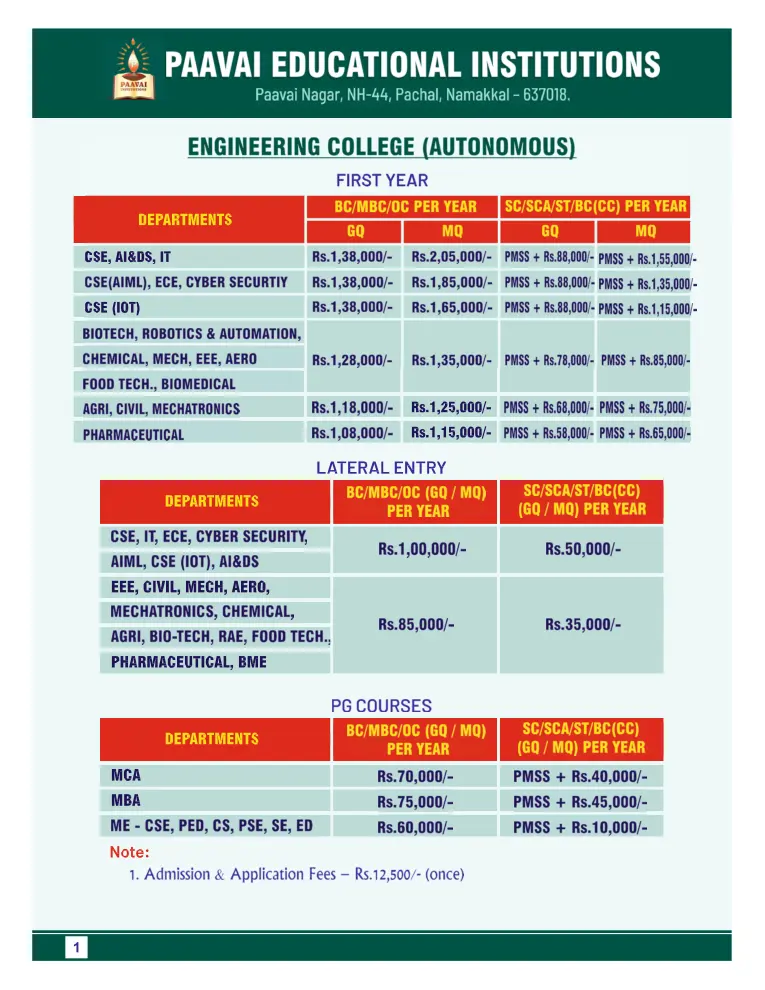 PAAVAI
PAAVAI EDUCATIONAL INSTITUTIONS
Paavai Nagar, NH-44, Pachal, Namakkal – 637018.
ENGINEERING COLLEGE (AUTONOMOUS)
FIRST YEAR
DEPARTMENTS BC/MBC/OC PER YEAR SC/SCA/ST/BC(CC) PER YEAR
GQ MQ GQ MQ
CSE, AI&DS, IT Rs.1,38,000/- Rs.2,05,000/- PMSS + Rs.88,000/- PMSS + Rs.1,55,000/-
CSE(AIML), ECE, CYBER SECURTIY Rs.1,38,000/- Rs.1,85,000/- PMSS + Rs.88,000/- PMSS + Rs.1,35,000/-
CSE (IOT) Rs.1,38,000/- Rs.1,65,000/- PMSS + Rs.88,000/- PMSS + Rs.1,15,000/-
BIOTECH, ROBOTICS & AUTOMATION,
CHEMICAL, MECH, EEE, AERO Rs.1,28,000/- Rs.1,35,000/- PMSS + Rs.78,000/- PMSS + Rs.85,000/-
FOOD TECH., BIOMEDICAL
AGRI, CIVIL, MECHATRONICS Rs.1,18,000/- Rs.1,25,000/- PMSS + Rs.68,000/- PMSS + Rs.75,000/-
PHARMACEUTICAL Rs.1,08,000/- Rs.1,15,000/- PMSS + Rs.58,000/- PMSS + Rs.65,000/-
LATERAL ENTRY
DEPARTMENTS BC/MBC/OC (GQ / MQ) SC/SCA/ST/BC(CC)
PER YEAR (GQ / MQ) PER YEAR
CSE, IT, ECE, CYBER SECURITY,
Rs.1,00,000/- Rs.50,000/-
AIML, CSE (IOT), AI&DS
EEE, CIVIL, MECH, AERO,
MECHATRONICS, CHEMICAL,
Rs.85,000/- Rs.35,000/-
AGRI, BIO-TECH, RAE, FOOD TECH.,
PHARMACEUTICAL, BME
PG COURSES
DEPARTMENTS BC/MBC/OC (GQ / MQ) SC/SCA/ST/BC(CC)
PER YEAR (GQ / MQ) PER YEAR
MCA Rs.70,000/- PMSS + Rs.40,000/-
MBA Rs.75,000/- PMSS + Rs.45,000/-
ME - CSE, PED, CS, PSE, SE, ED Rs.60,000/- PMSS + Rs.10,000/-
Note:
1. Admission & Application Fees – Rs.12,500/- (once)
1